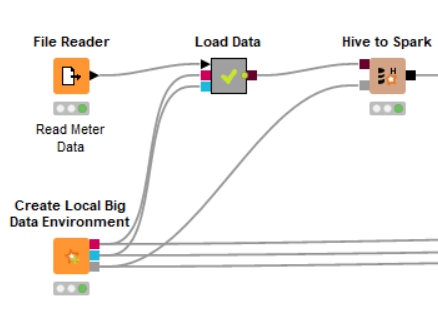 File Reader
Load Data
Hive to Spark
H
Read Meter
Data
Create Local Big
Data Environment